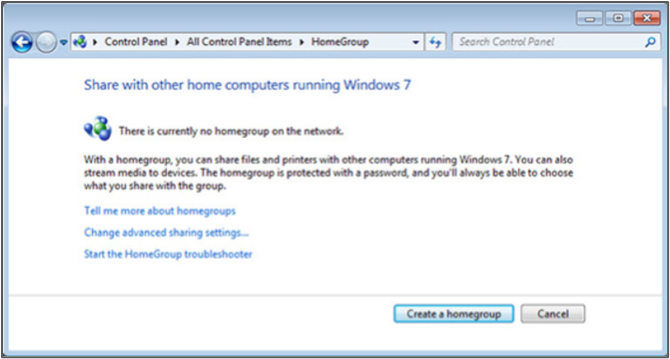 Control Panel All Control Panel Items HomeGroup Search Control Panel
Share with other home computers running Windows 7
There is currently no homegroup on the network.
With a homegroup, you can share files and printers with other computers running Windows 7. You can also
stream media to devices. The homegroup is protected with a password, and you'll always be able to choose
what you share with the group.
Tell me more about homegroups
Change advanced sharing settings...
Start the HomeGroup troubleshooter
Create a homegroup Cancel